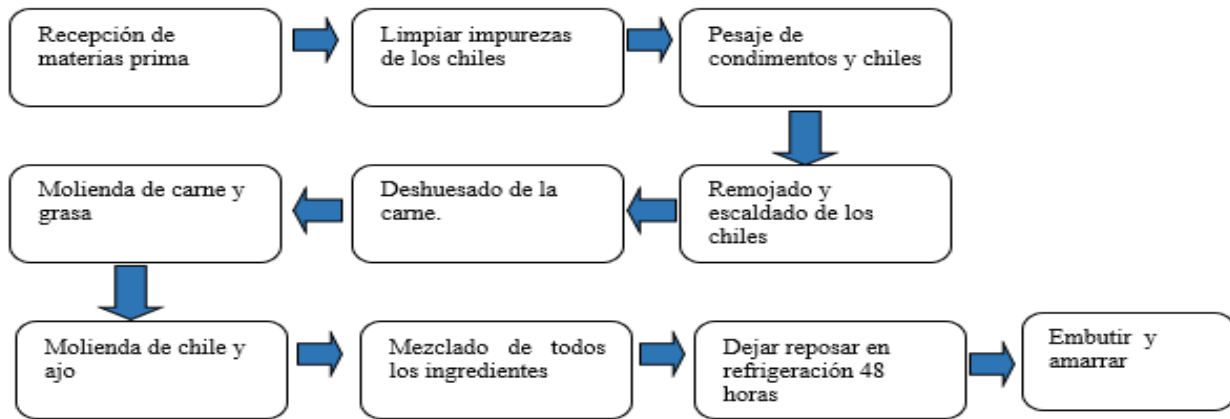 Recepción de
materias prima
Limpiar impurezas
de los chiles
Pesaje de
condimentos y chiles
Remojado y
escaldado de los
chiles
Deshuesado de la
carne.
Molienda de carne y
grasa
Molienda de chile y
ajo
Mezclado de todos
los ingredientes
Dejar reposar en
refrigeración 48
horas
Embutir y
amarrar